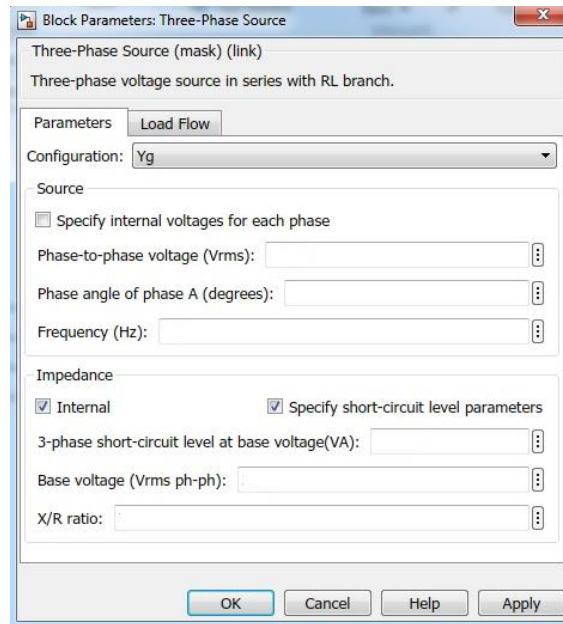 Block Parameters: Three-Phase Source
Three-Phase Source (mask) (link)
Three-phase voltage source in series with RL branch.
Parameters Load Flow
Configuration: Yg
Source
Specify internal voltages for each phase
Phase-to-phase voltage (Vrms):
Phase angle of phase A (degrees):
Frequency (Hz):
Impedance
Internal Specify short-circuit level parameters
3-phase short-circuit level at base voltage(VA):
Base voltage (Vrms ph-ph):
X/R ratio:
OK Cancel Help Apply